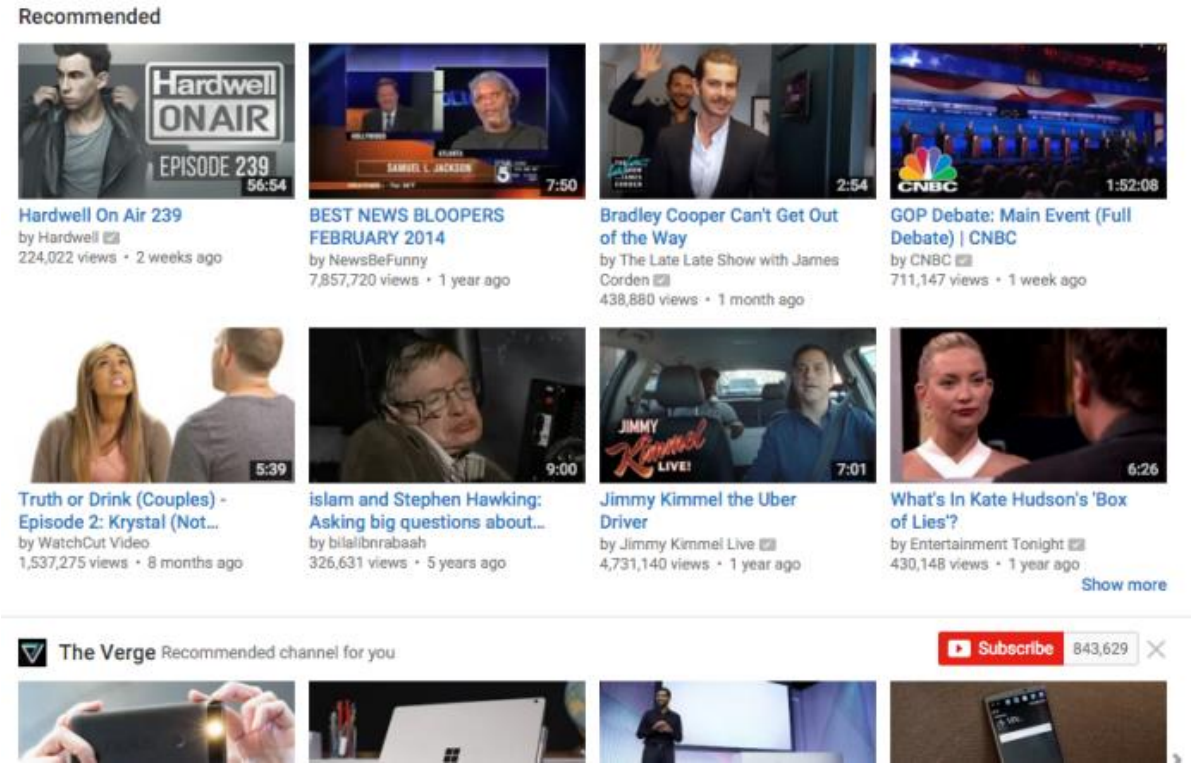 Recommended
Hardwell
ON AIR
EPISODE 239
56:54
SAMUEL L. JACKSON
5
7:50
2:54
CNBC
1:52:08
Hardwell On Air 239
by Hardwell
224,022 views • 2 weeks ago
BEST NEWS BLOOPERS
FEBRUARY 2014
by NewsBeFunny
7,857,720 views • 1 year ago
Bradley Cooper Can't Get Out
of the Way
by The Late Late Show with James
Corden
438,880 views • 1 month ago
GOP Debate: Main Event (Full
Debate) | CNBC
by CNBC
711,147 views • 1 week ago
5:39
9:00
JIMMY
Kimmel
LIVE!
7:01
6:26
Truth or Drink (Couples) -
Episode 2: Krystal (Not...
by WatchCut Video
1,537,275 views • 8 months ago
islam and Stephen Hawking:
Asking big questions about...
by bilalibnrabaah
326,631 views • 5 years ago
Jimmy Kimmel the Uber
Driver
by Jimmy Kimmel Live
4,731,140 views • 1 year ago
What's In Kate Hudson's 'Box
of Lies'?
by Entertainment Tonight
430,148 views • 1 year ago
Show more
The Verge Recommended channel for you
Subscribe 843,629